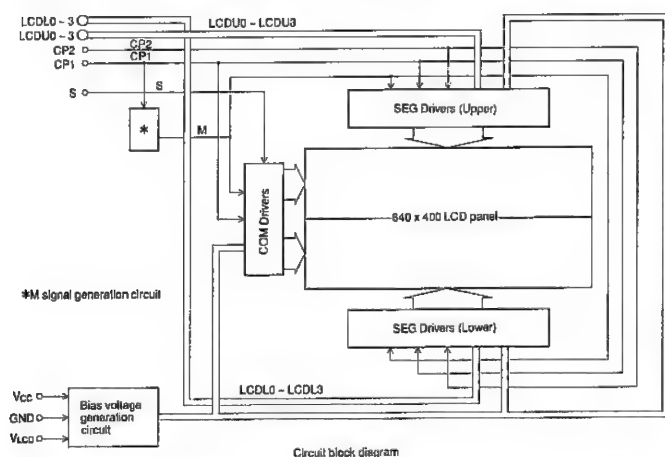 LCDL0 ~ 3
LCDU0 ~ 3
LCDU0 ~ LCDU3
CP2
CP2
CP1
CP1
S
S
*
M
SEG Drivers (Upper)
COM Drivers
640 x 400 LCD panel
*M signal generation circuit
SEG Drivers (Lower)
LCDL0 ~ LCDL3
VCC
GND
VLCD
Bias voltage
generation
circuit
Circuit block diagram